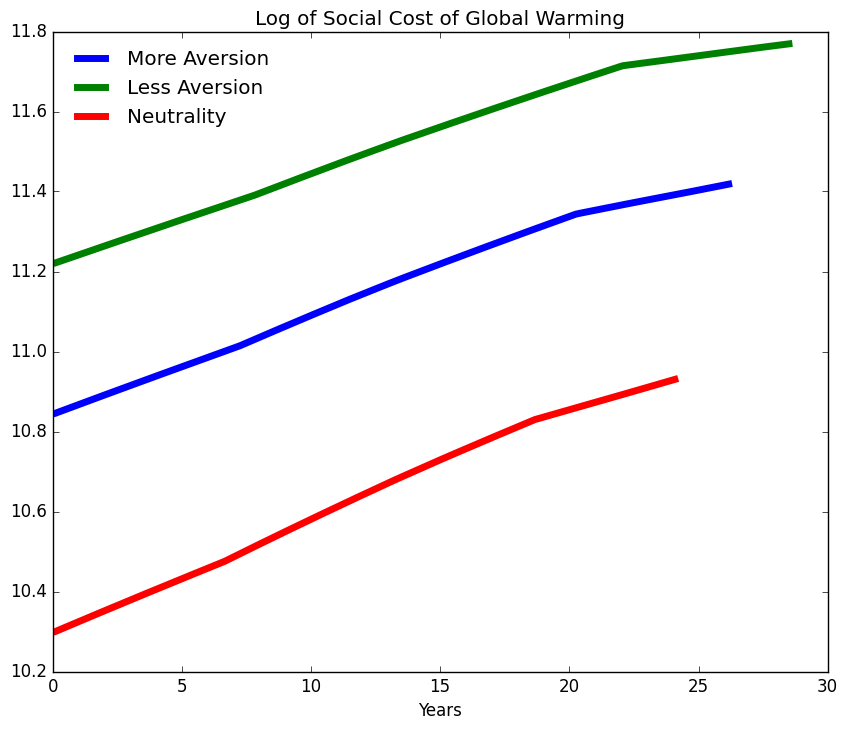 Log of Social Cost of Global Warming
11.8
More Aversion
Less Aversion
Neutrality
11.6
11.4
11.2
11.0
10.8
10.6
10.4
10.2
0 5 10 15 20 25 30
Years